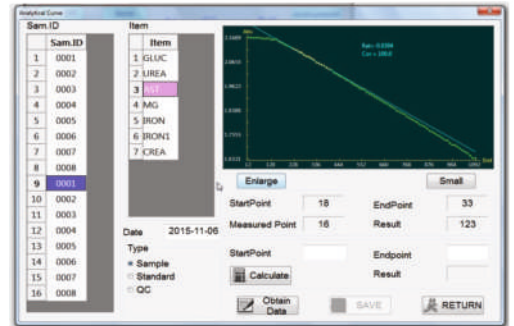 Analytical Curve
Sam.ID
Item
Sam.ID
1 0001
2 0002
3 0003
4 0004
5 0005
6 0006
7 0007
8 0008
9 0001
10 0002
11 0003
12 0004
13 0005
14 0006
15 0007
16 0008
Item
1 GLUC
2 UREA
3 AST
4 MG
5 IRON
6 IRON1
7 CREA
Date 2015-11-06
Type
Sample
Standard
QC
Enlarge
Small
StartPoint 18
EndPoint 33
Measured Point 16
Result 123
StartPoint
Endpoint
Calculate
Result
Obtain
Data
SAVE
RETURN